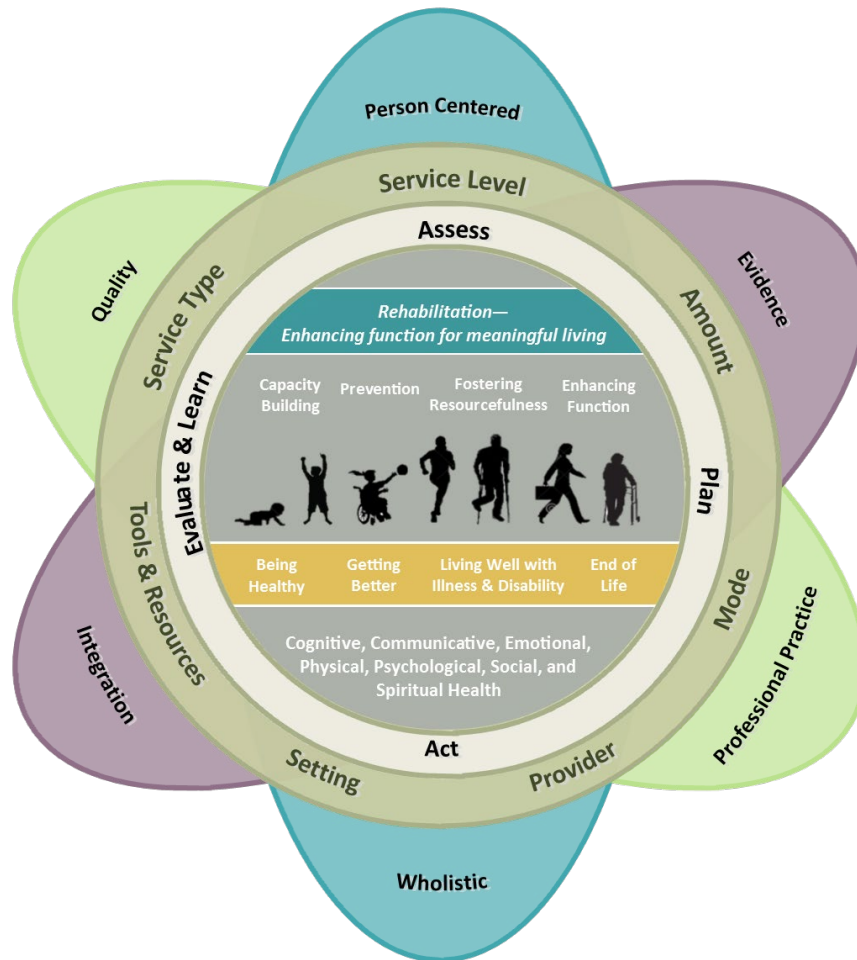 Person Centered
Service Level
Assess
Quality
Evidence
Service Type
Amount
Rehabilitation—
Enhancing function for meaningful living
Capacity
Building
Prevention
Fostering
Resourcefulness
Enhancing
Function
Evaluate & Learn
Plan
Being
Healthy
Getting
Better
Living Well with
Illness & Disability
End of
Life
Tools & Resources
Mode
Cognitive, Communicative, Emotional,
Physical, Psychological, Social, and
Spiritual Health
Integration
Professional Practice
Act
Setting
Provider
Wholistic